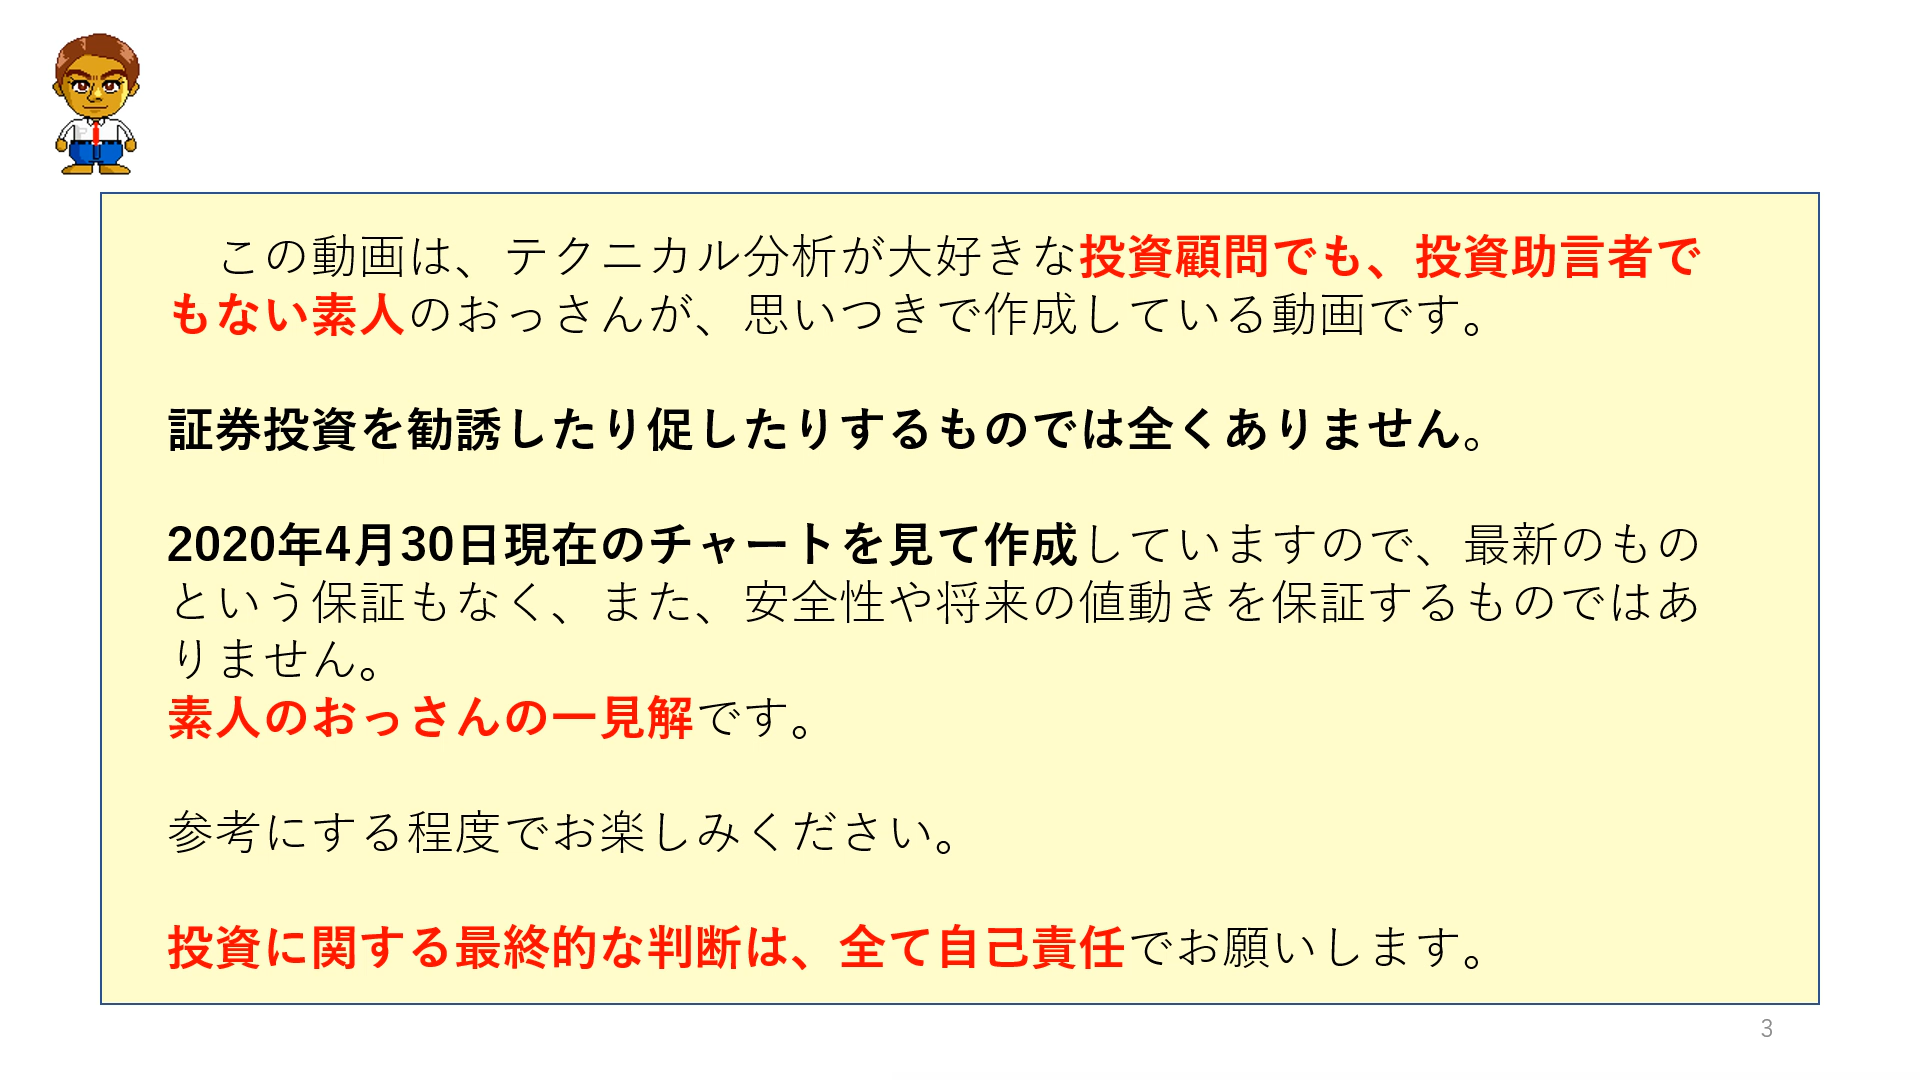 この動画は、テクニカル分析が大好きな投資顧問でも、投資助言者で
もない素人のおっさんが、思いつきで作成している動画です。
証券投資を勧誘したり促したりするものでは全くありません。
2020年4月30日現在のチャートを見て作成していますので、最新のもの
という保証もなく、また、安全性や将来の値動きを保証するものではあ
りません。
素人のおっさんの一見解です。
参考にする程度でお楽しみください。
投資に関する最終的な判断は、全て自己責任でお願いします。
3